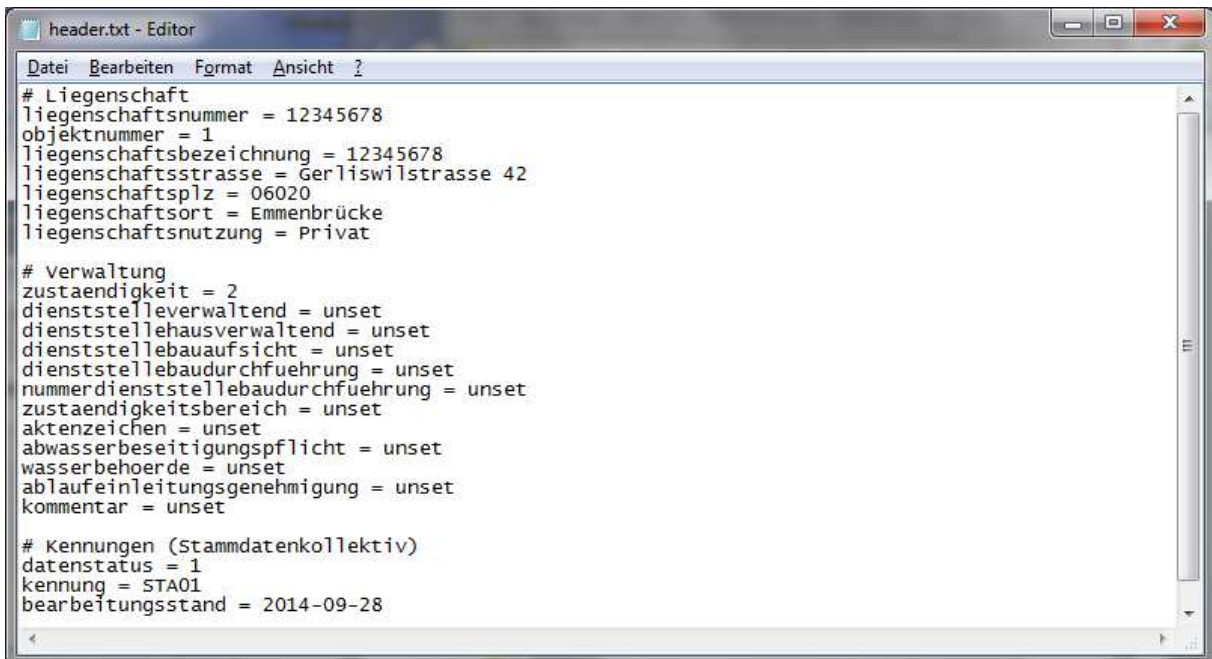 header.txt - Editor
Datei Bearbeiten Format Ansicht ?
# Liegenschaft
liegenschaftsnummer = 12345678
objektnummer = 1
liegenschaftsbezeichnung = 12345678
liegenschaftsstrasse = Gerliswilstrasse 42
liegenschaftsplz = 06020
liegenschaftsort = Emmenbrücke
liegenschaftsnutzung = Privat

# Verwaltung
zustaendigkeit = 2
dienststelleverwaltend = unset
dienststellehausverwaltend = unset
dienststellebauaufsicht = unset
dienststellebaudurchfuehrung = unset
nummerdienststellebaudurchfuehrung = unset
zustaendigkeitsbereich = unset
aktenzeichen = unset
abwasserbeseitigungspflicht = unset
wasserbehoerde = unset
ablaufeinleitungsgenehmigung = unset
kommentar = unset

# Kennungen (Stammdatenkollektiv)
datenstatus = 1
kennung = STA01
bearbeitungsstand = 2014-09-28